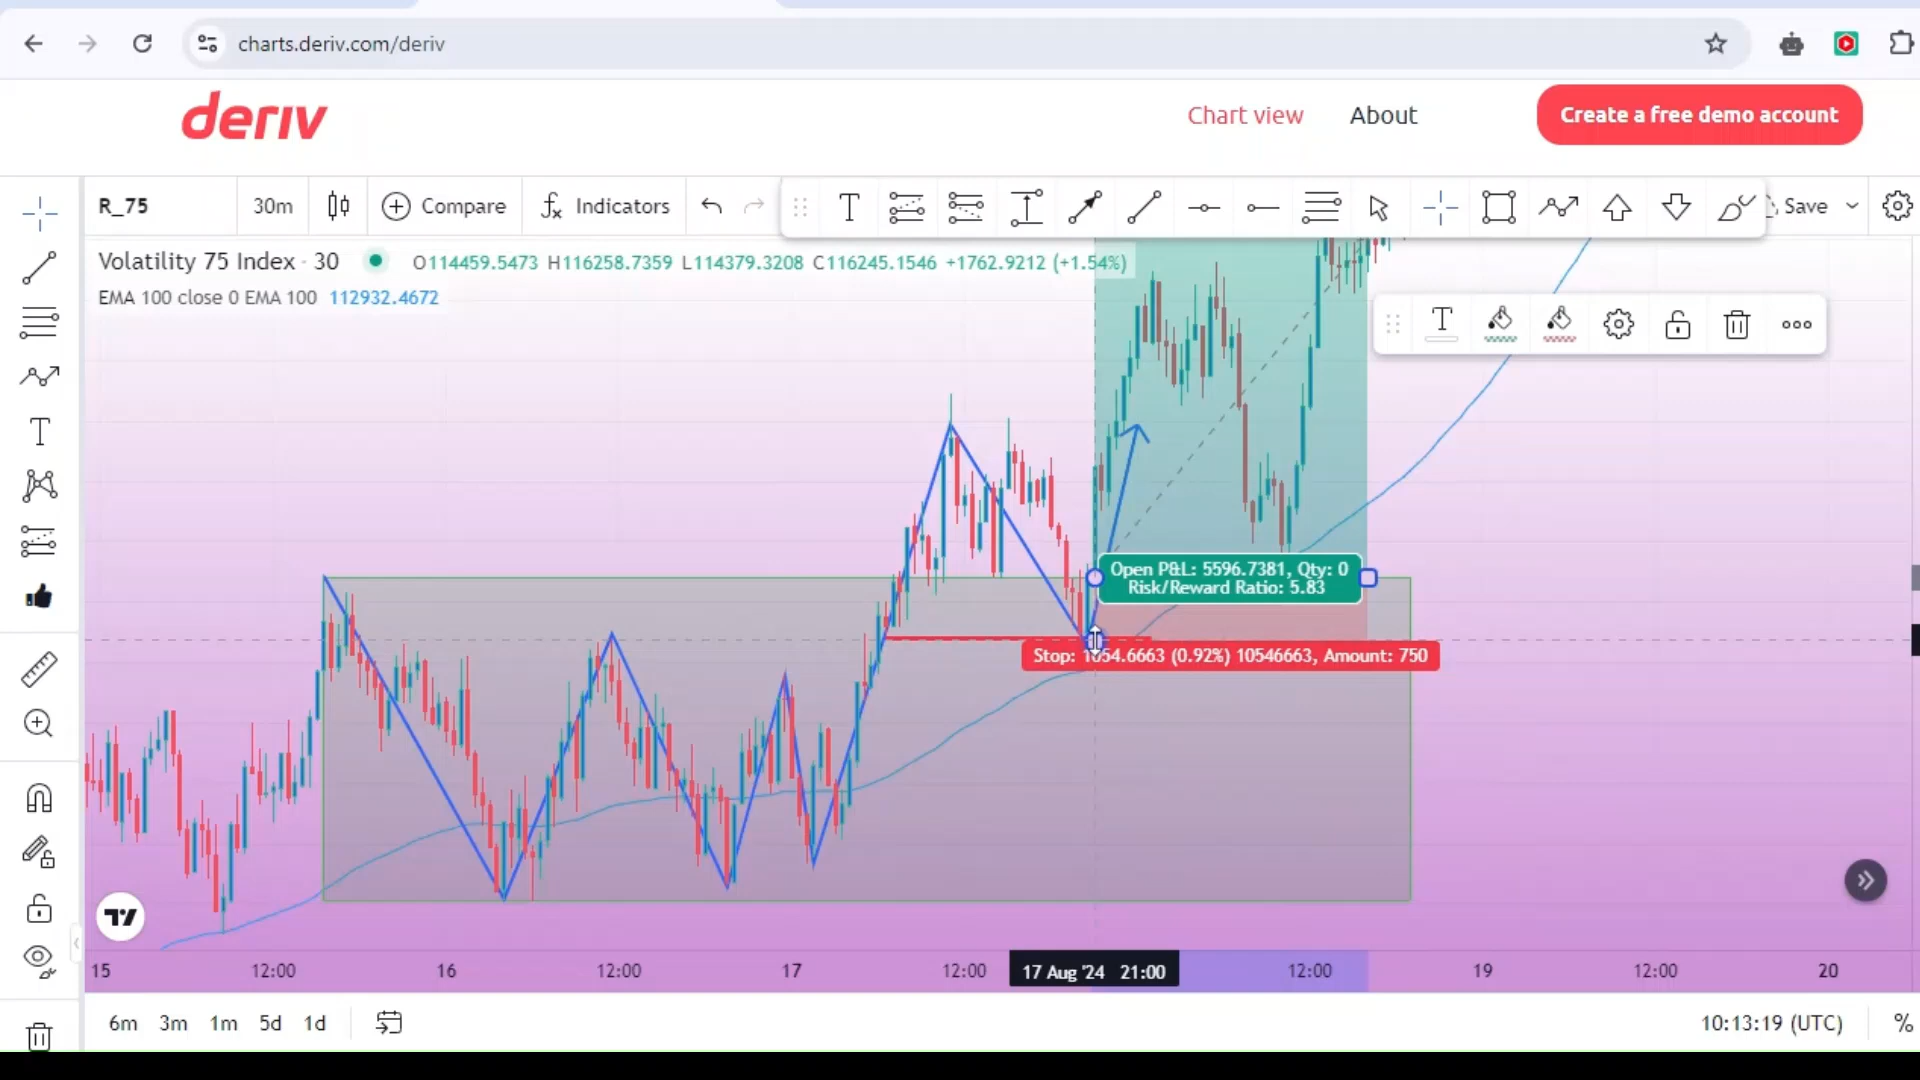 charts.deriv.com/deriv
deriv
Chart view
About
Create a free demo account
R_75
30m
Compare
Indicators
Save
Volatility 75 Index · 30
O114459.5473 H116258.7359 L114379.3208 C116245.1546 +1762.9212 (+1.54%)
EMA 100 close 0 EMA 100 112932.4672
Open P&L: 5596.7381, Qty: 0
Risk/Reward Ratio: 5.83
Stop: 1054.6663 (0.92%) 10546663, Amount: 750
15 12:00 16 12:00 17 12:00 17 Aug '24 21:00 12:00 19 12:00 20
6m 3m 1m 5d 1d
10:13:19 (UTC)
%